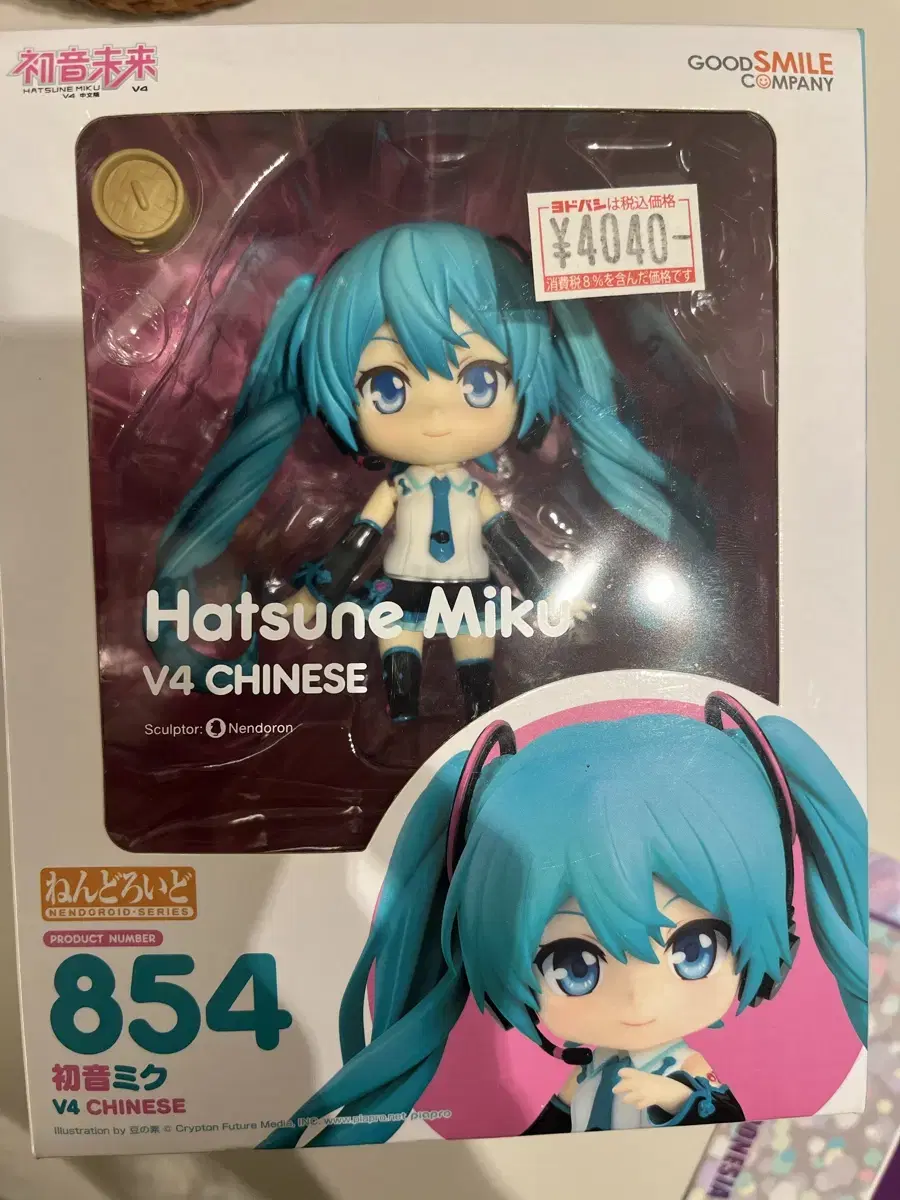 初音未来
HATSUNE MIKU
V4 中文版
V4
GOODSMILE
COMPANY
ヨドバシは税込価格
¥4040-
消費税8%を含んだ価格です
Hatsune Miku
V4 CHINESE
Sculptor: Nendoron
ねんどろいど
NENDOROID・SERIES
PRODUCT NUMBER
854
初音ミク
V4 CHINESE
Illustration by 豆の素 © Crypton Future Media, INC. www.piapro.net piapro
ONESIA